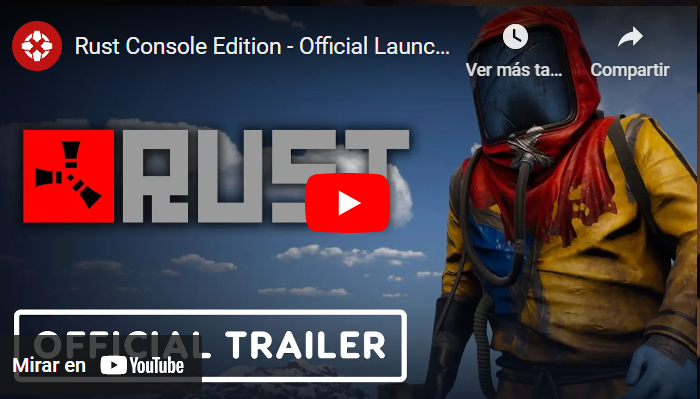 Rust Console Edition - Official Launc...
Ver más ta...
Compartir
RUST
OFFICIAL TRAILER
Mirar en YouTube